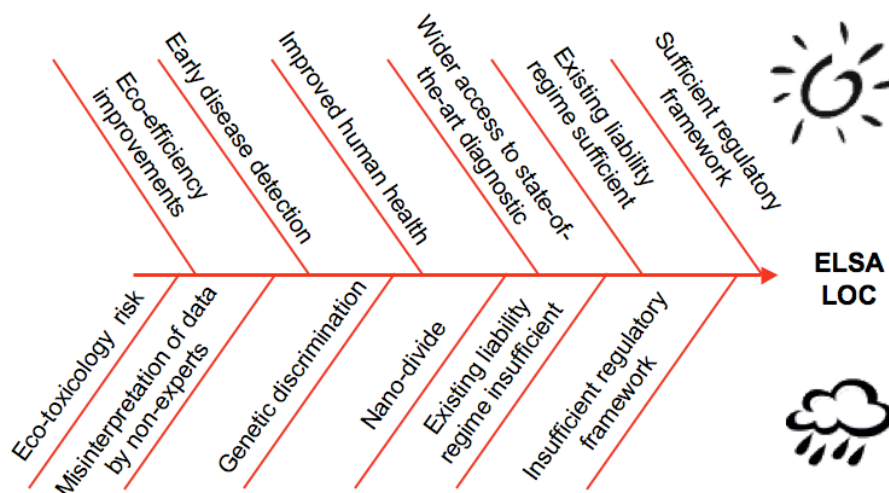 Eco-efficiency
improvements
Early disease detection
Improved human health
Wider access to state-of-
the-art diagnostic
Existing liability
regime sufficient
Sufficient regulatory
framework
ELSA
LOC
Eco-toxicology risk
Misinterpretation of data
by non-experts
Genetic discrimination
Nano-divide
Existing liability
regime insufficient
Insufficient regulatory
framework